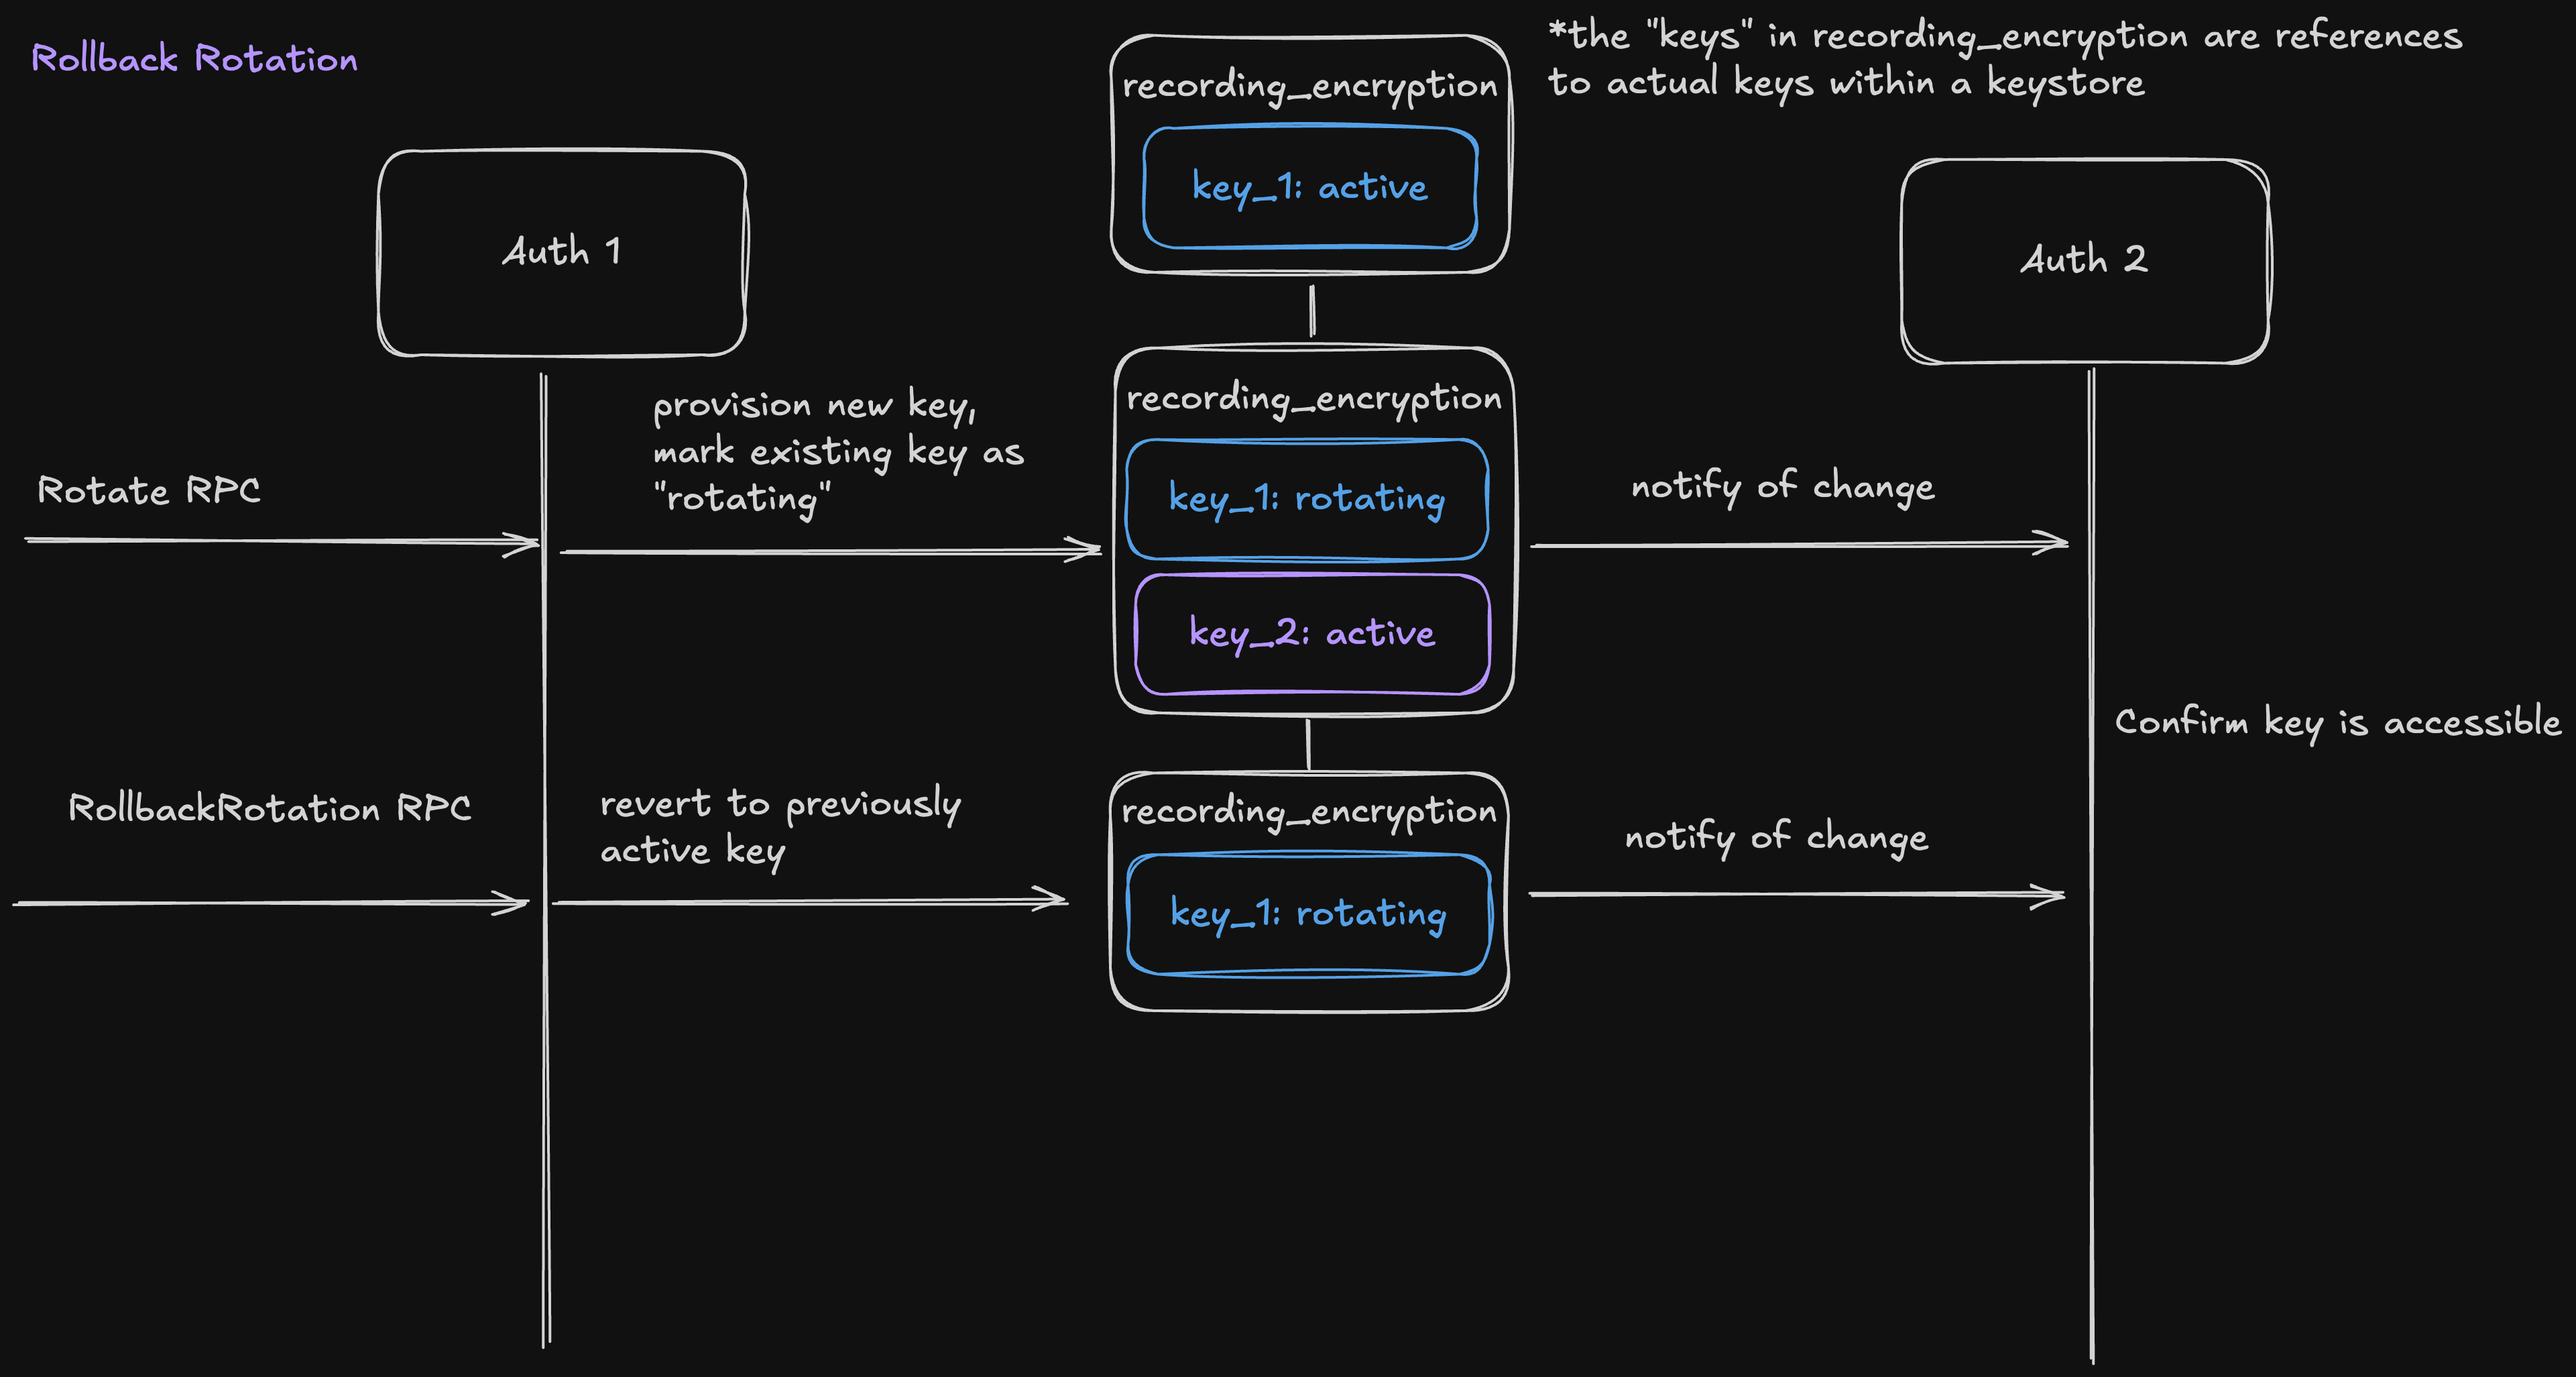 Rollback Rotation
*the "keys" in recording_encryption are references
to actual keys within a keystore
recording_encryption
key_1: active
Auth 1
Auth 2
recording_encryption
provision new key,
mark existing key as
"rotating"
Rotate RPC
key_1: rotating
notify of change
key_2: active
Confirm key is accessible
RollbackRotation RPC
revert to previously
active key
recording_encryption
key_1: rotating
notify of change